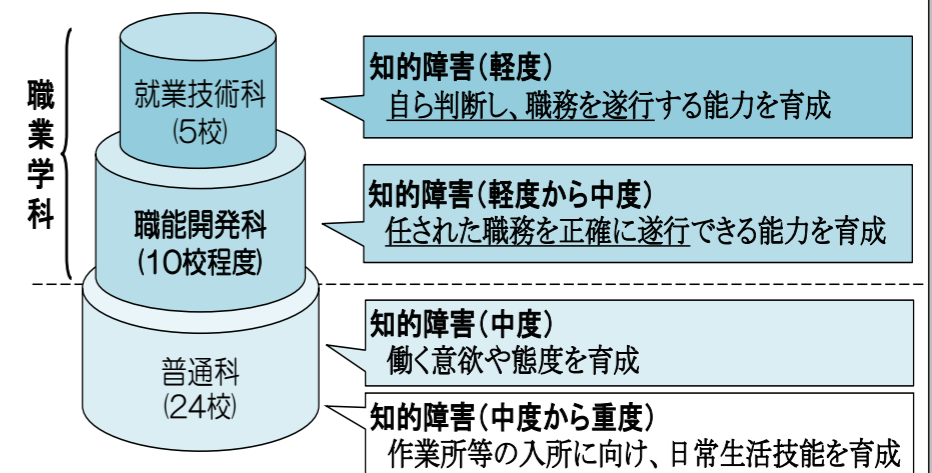 職業学科
就業技術科
(5校)
知的障害(軽度)
自ら判断し、職務を遂行する能力を育成
職能開発科
(10校程度)
知的障害(軽度から中度)
任された職務を正確に遂行できる能力を育成
普通科
(24校)
知的障害(中度)
働く意欲や態度を育成
知的障害(中度から重度)
作業所等の入所に向け、日常生活技能を育成